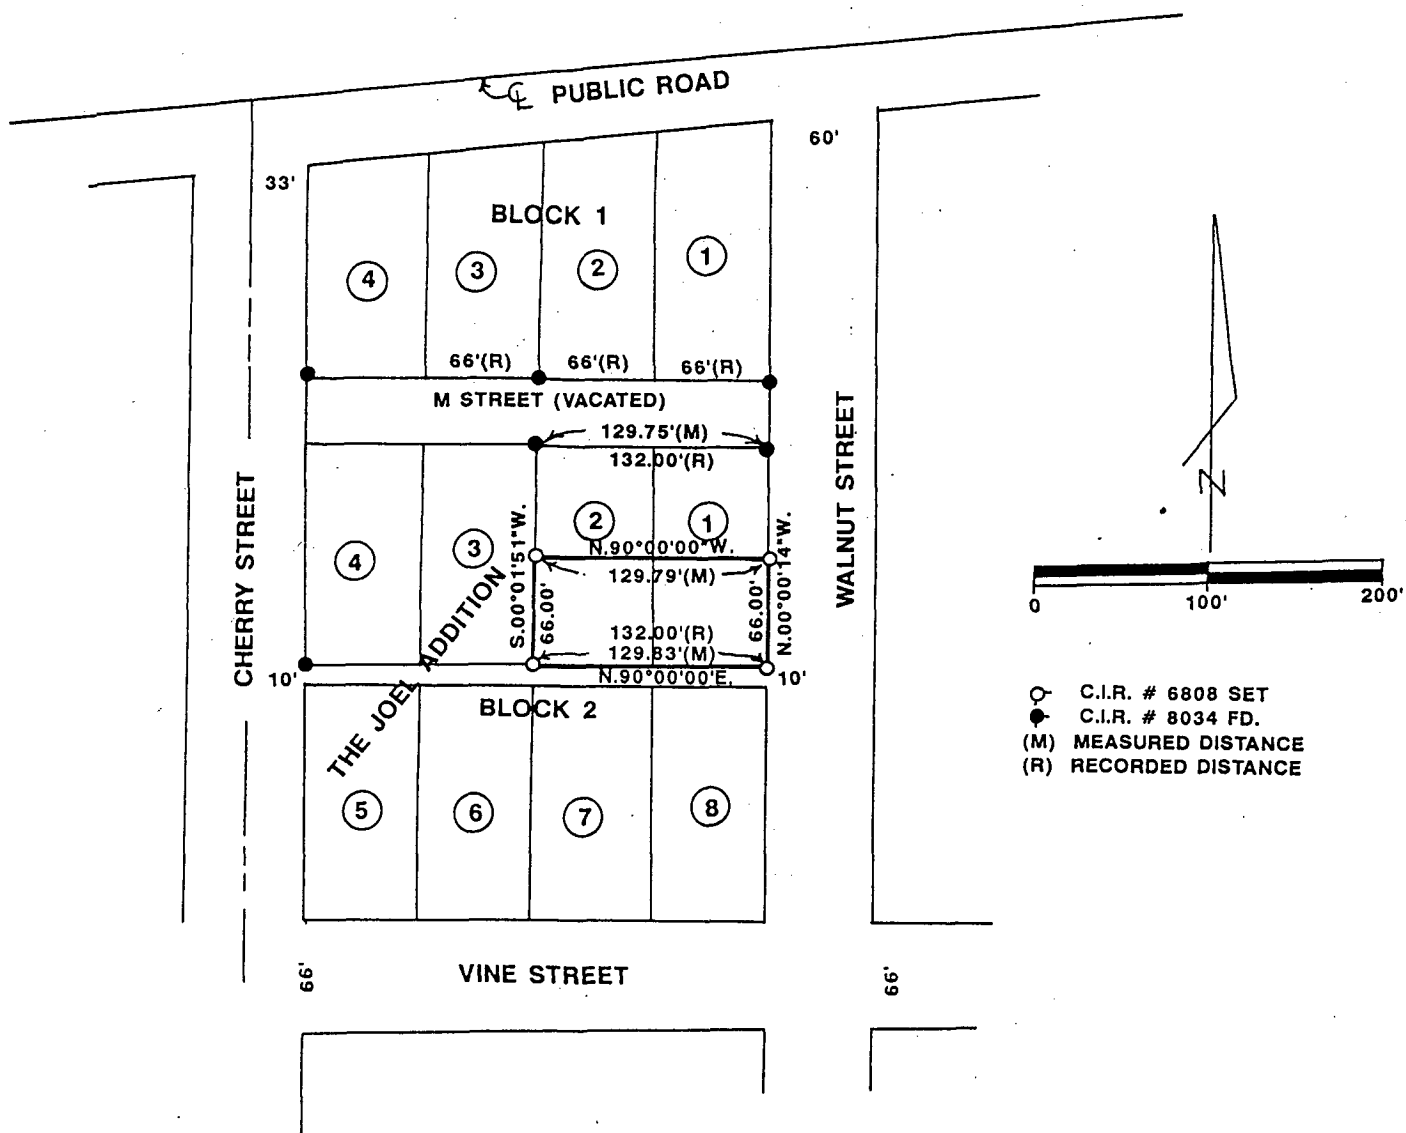 ℄ PUBLIC ROAD
60'
33'
BLOCK 1
4
3
2
1
66'(R)
66'(R)
66'(R)
M STREET (VACATED)
129.75'(M)
132.00'(R)
CHERRY STREET
WALNUT STREET
4
3
2
1
N.90°00'00"W.
129.79'(M)
S.00°01'51"W.
66.00'
66.00'
N.00°00'14"W.
132.00'(R)
129.83'(M)
N.90°00'00'E.
10'
10'
THE JOEL ADDITION
BLOCK 2
5
6
7
8
66'
VINE STREET
66'
N
0
100'
200'
C.I.R. # 6808 SET
C.I.R. # 8034 FD.
(M) MEASURED DISTANCE
(R) RECORDED DISTANCE